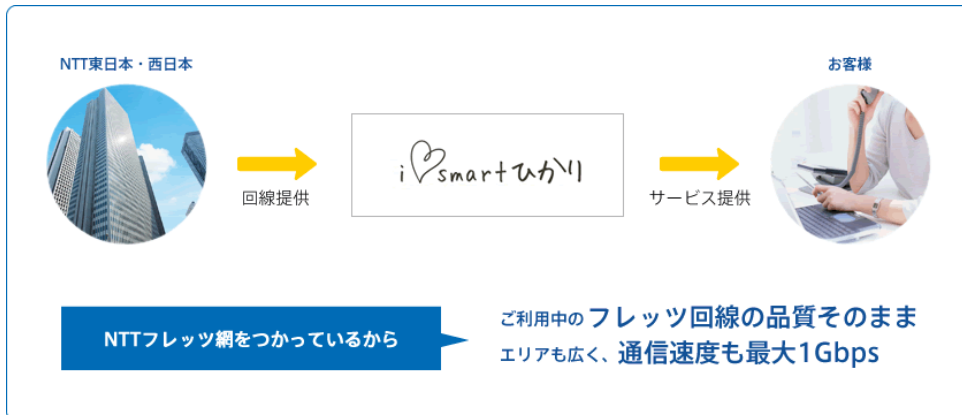 NTT東日本・西日本
お客様
i♡smartひかり
回線提供
サービス提供
NTTフレッツ網をつかっているから
ご利用中のフレッツ回線の品質そのまま
エリアも広く、通信速度も最大1Gbps